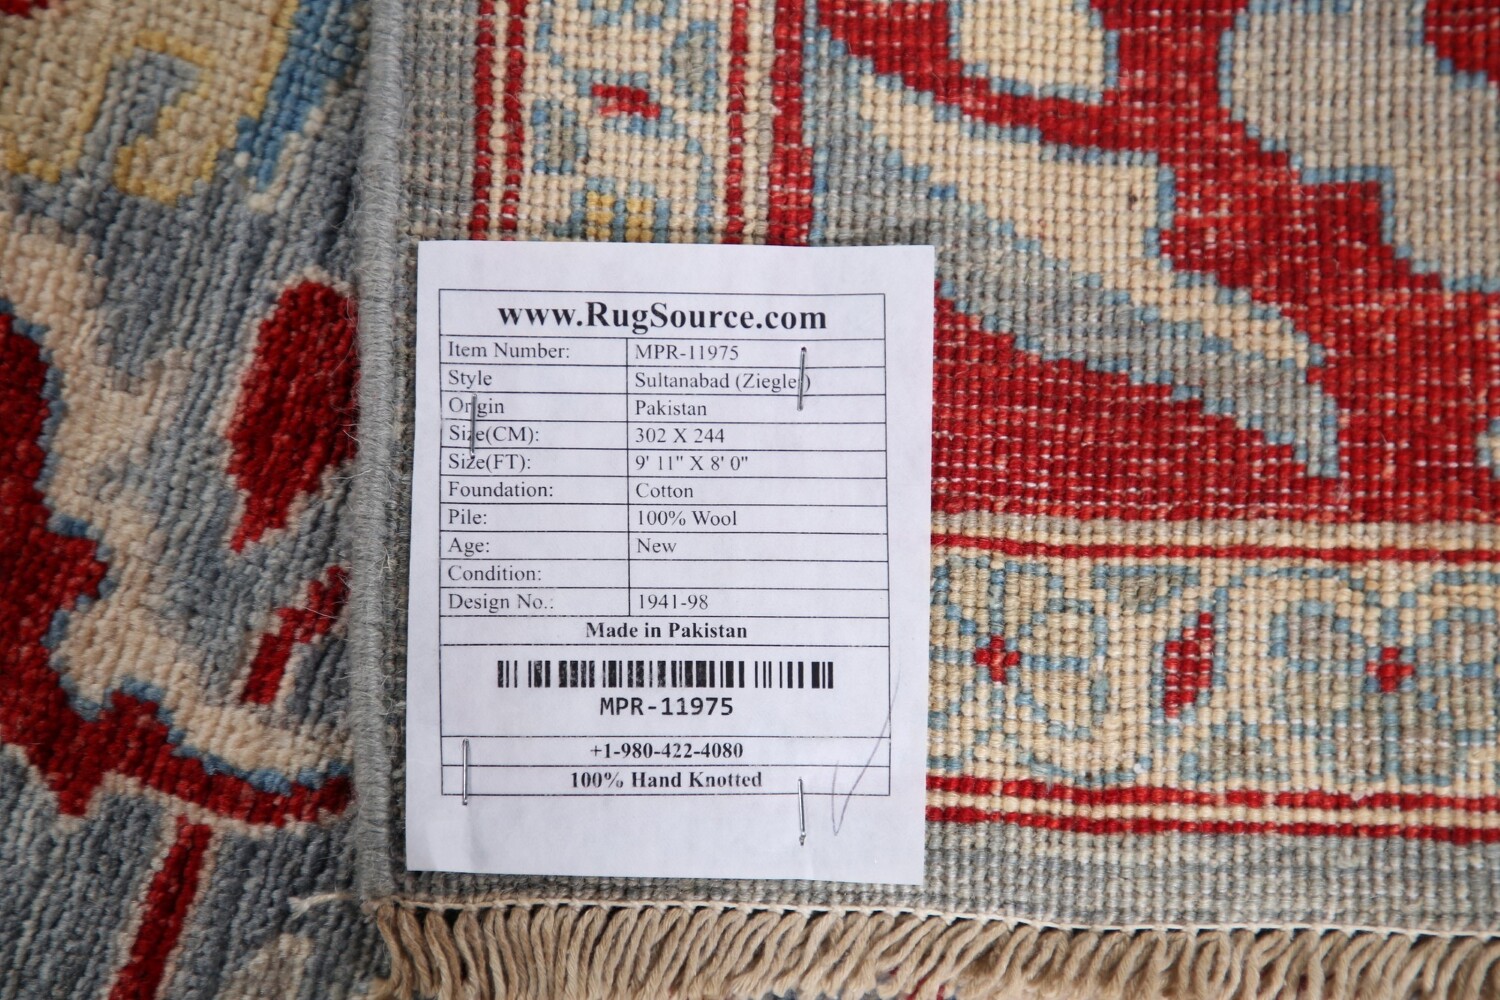 www.RugSource.com
Item Number: MPR-11975
Style Sultanabad (Ziegler)
Origin Pakistan
Size(CM): 302 X 244
Size(FT): 9' 11" X 8' 0"
Foundation: Cotton
Pile: 100% Wool
Age: New
Condition:
Design No.: 1941-98
Made in Pakistan
MPR-11975
+1-980-422-4080
100% Hand Knotted